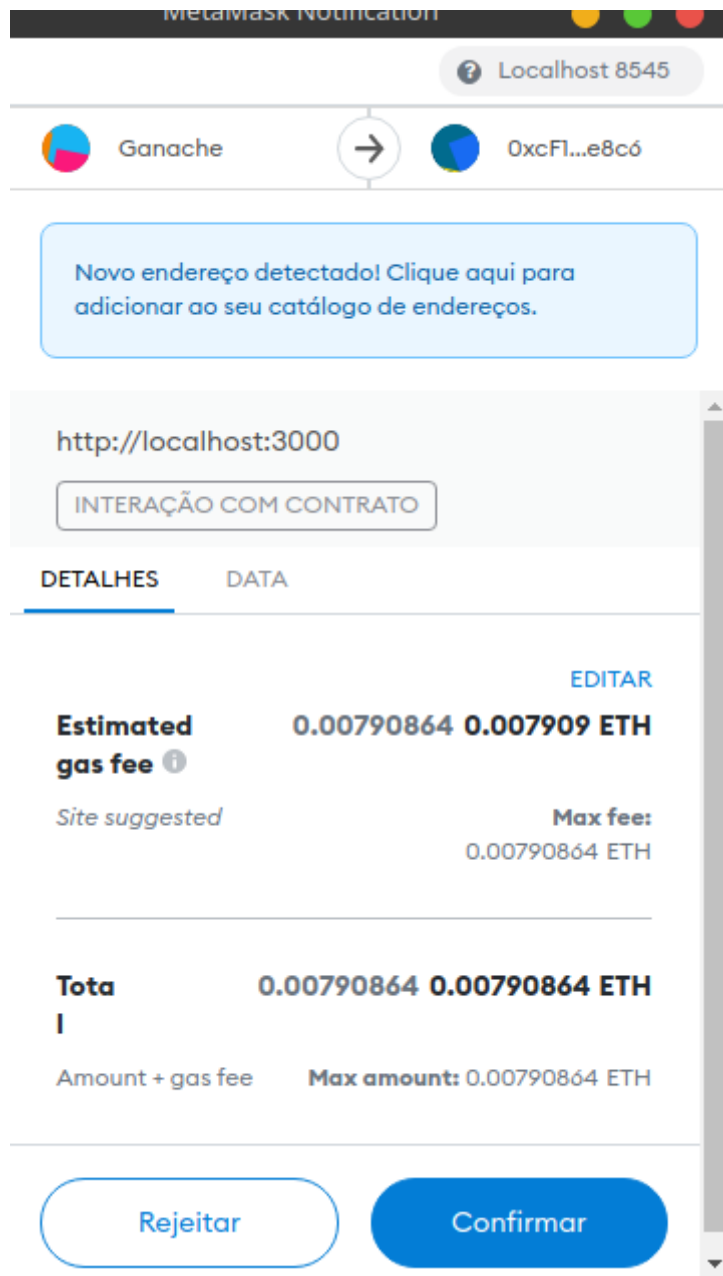 MetaMask Notification
Localhost 8545
Ganache 0xcF1...e8c6
Novo endereço detectado! Clique aqui para
adicionar ao seu catálogo de endereços.
http://localhost:3000
INTERAÇÃO COM CONTRATO
DETALHES DATA
EDITAR
Estimated 0.00790864 0.007909 ETH
gas fee
Site suggested Max fee:
0.00790864 ETH
Tota 0.00790864 0.00790864 ETH
l
Amount + gas fee Max amount: 0.00790864 ETH
Rejeitar Confirmar